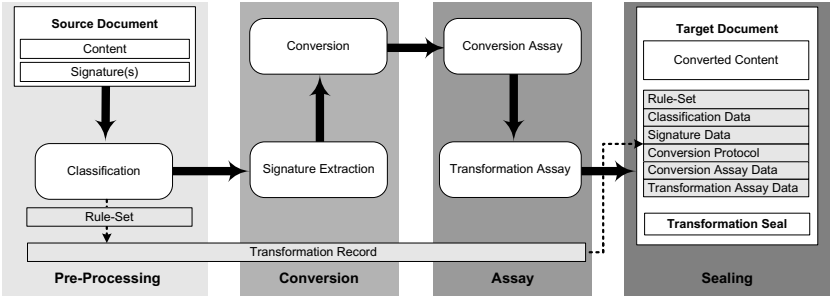 Source Document
Content
Signature(s)
Classification
Rule-Set
Conversion
Signature Extraction
Conversion Assay
Transformation Assay
Transformation Record
Target Document
Converted Content
Rule-Set
Classification Data
Signature Data
Conversion Protocol
Conversion Assay Data
Transformation Assay Data
Transformation Seal
Pre-Processing
Conversion
Assay
Sealing